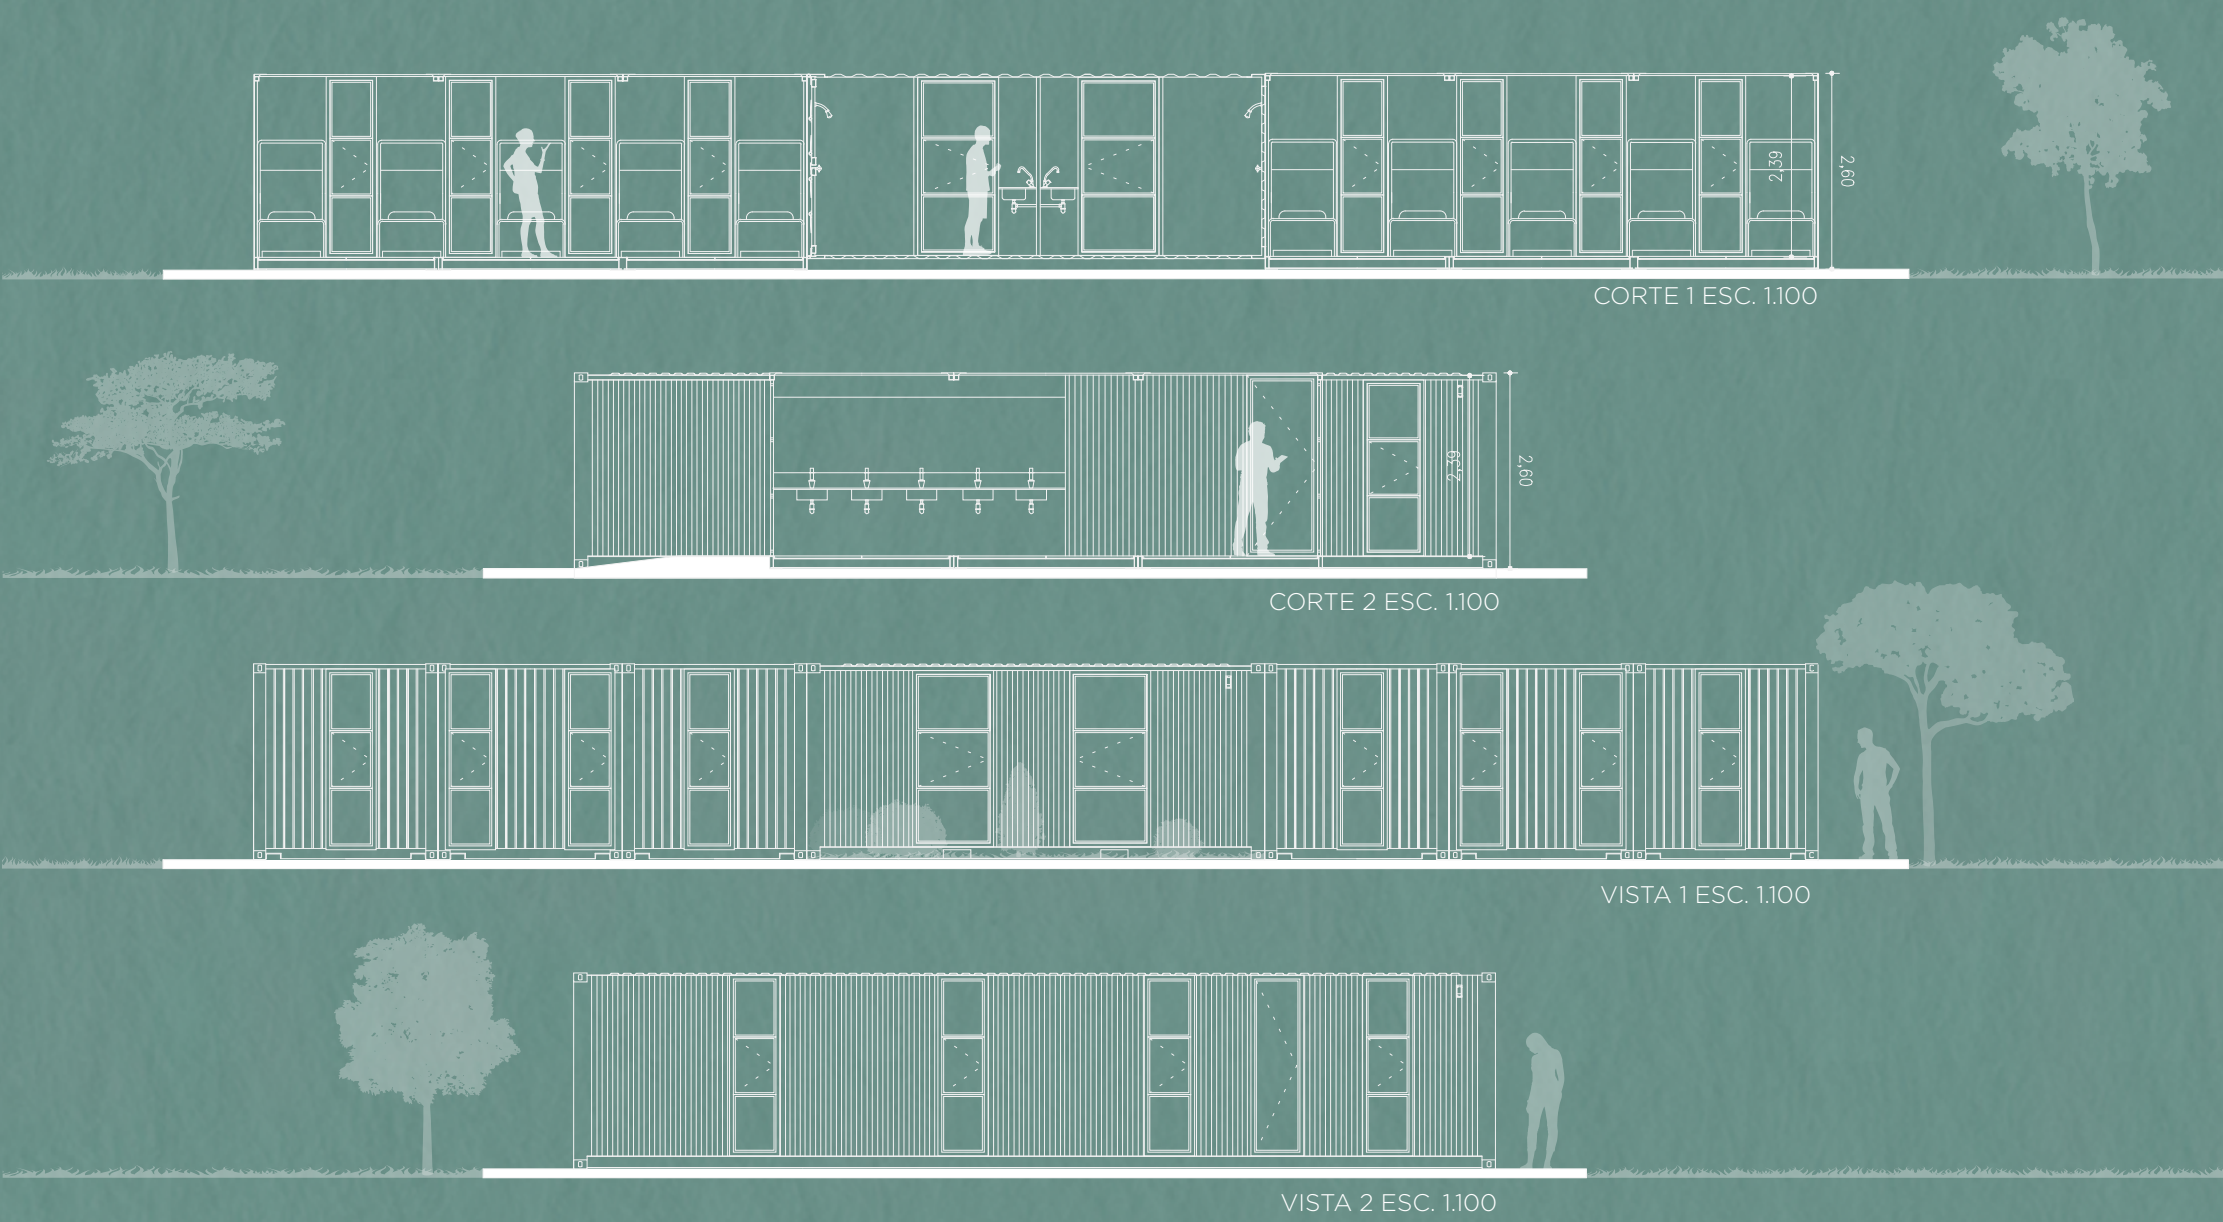 2,39
2,60
CORTE 1 ESC. 1.100
2,39
2,60
CORTE 2 ESC. 1.100
VISTA 1 ESC. 1.100
VISTA 2 ESC. 1.100